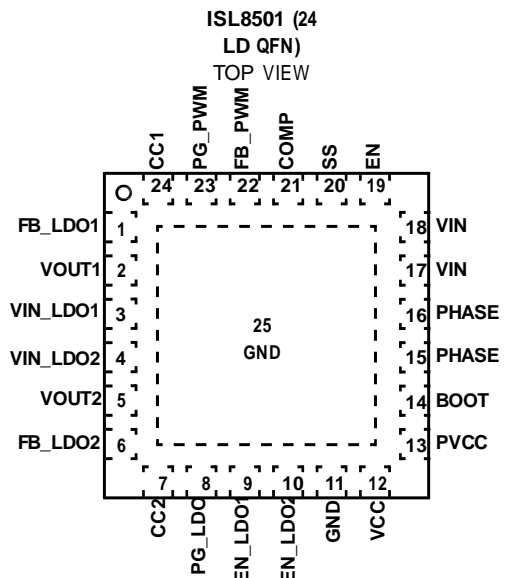 ISL8501 (24
LD QFN)
TOP VIEW
CC1
PG_PWM
FB_PWM
COMP
SS
EN
24
23
22
21
20
19
FB_LDO1 1
VOUT1 2
VIN_LDO1 3
VIN_LDO2 4
VOUT2 5
FB_LDO2 6
25
GND
18 VIN
17 VIN
16 PHASE
15 PHASE
14 BOOT
13 PVCC
7
8
9
10
11
12
CC2
PG_LDO
EN_LDO1
EN_LDO2
GND
VCC